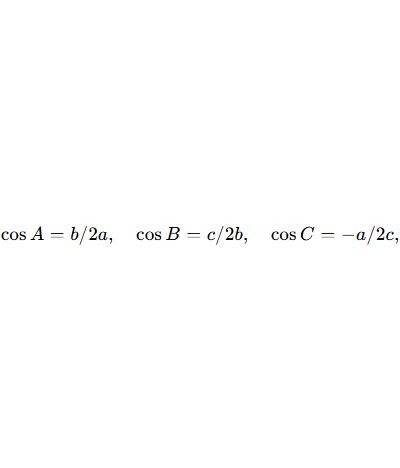 cos A = b/2a, cos B = c/2b, cos C = −a/2c,